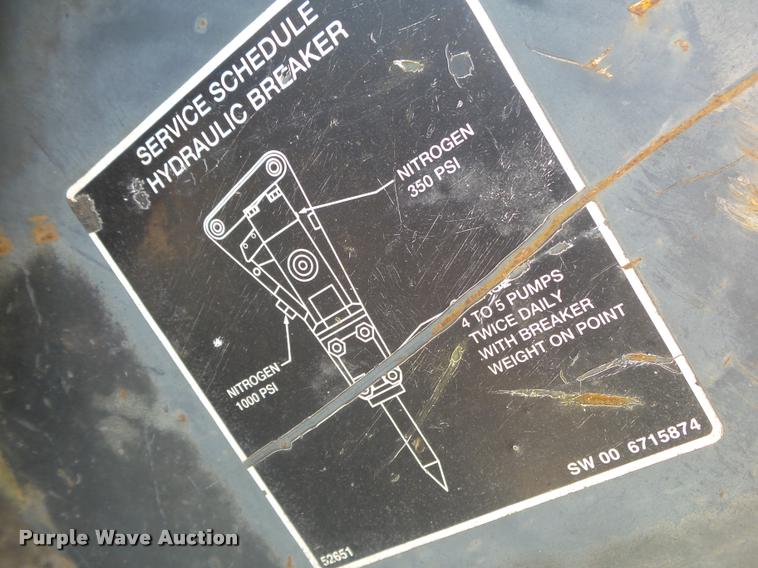 SERVICE SCHEDULE
HYDRAULIC BREAKER
NITROGEN
350 PSI
4 TO 5 PUMPS
TWICE DAILY
WITH BREAKER
WEIGHT ON POINT
NITROGEN
1000 PSI
SW 00 6715874
52651
Purple Wave Auction